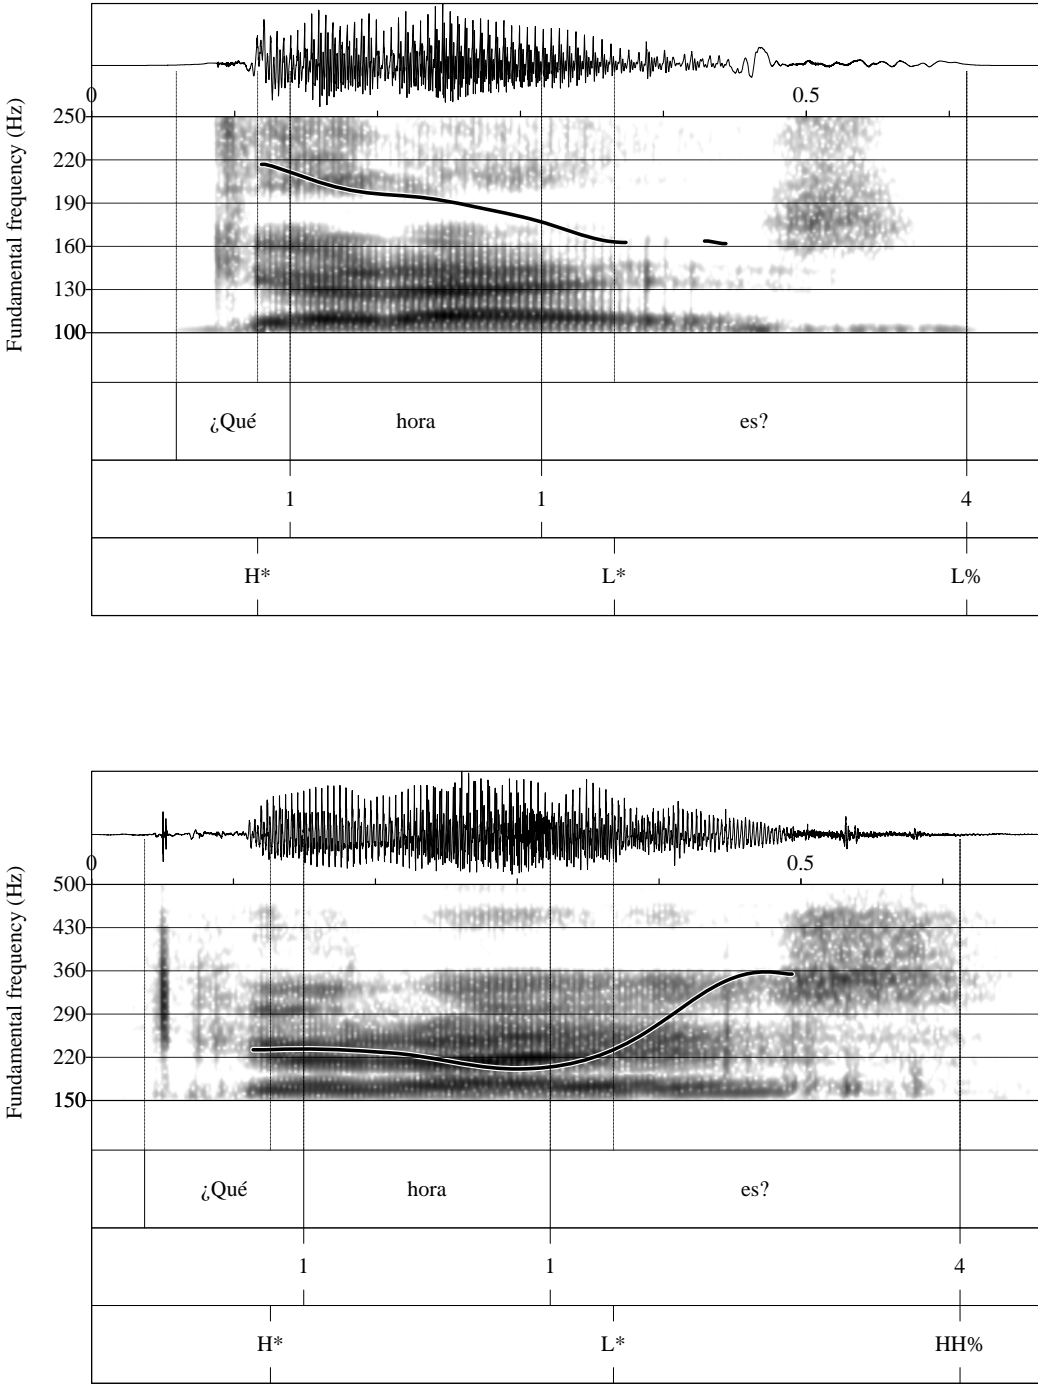 0 0.5
Fundamental frequency (Hz)
250
220
190
160
130
100
¿Qué hora es?
1 1 4
H* L* L%
0 0.5
Fundamental frequency (Hz)
500
430
360
290
220
150
¿Qué hora es?
1 1 4
H* L* HH%